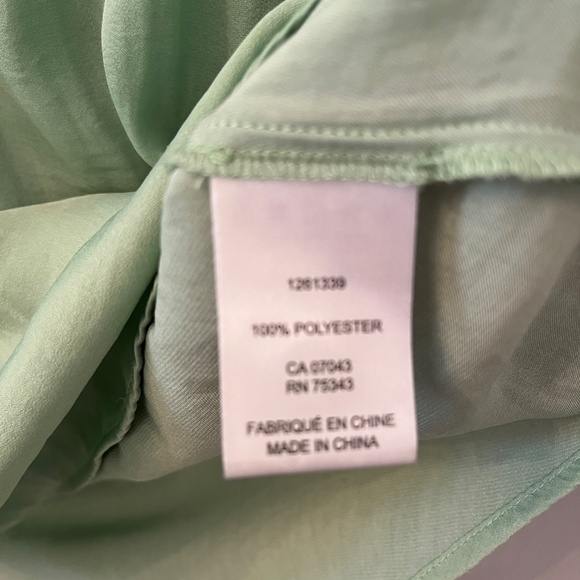 1261339
100% POLYESTER
CA 07043
RN 75343
FABRIQUÉ EN CHINE
MADE IN CHINA